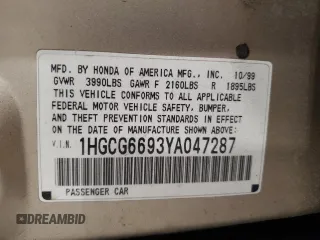 MFD. BY HONDA OF AMERICA MFG., INC. 10/99
GVWR 3990LBS GAWR F 2160LBS R 1895LBS
THIS VEHICLE CONFORMS TO ALL APPLICABLE
FEDERAL MOTOR VEHICLE SAFETY, BUMPER,
AND THEFT PREVENTION STANDARDS IN
EFFECT ON THE DATE OF MANUFACTURE
SHOWN ABOVE.
V.I.N. 1HGCG6693YA047287
PASSENGER CAR
DREAMBID